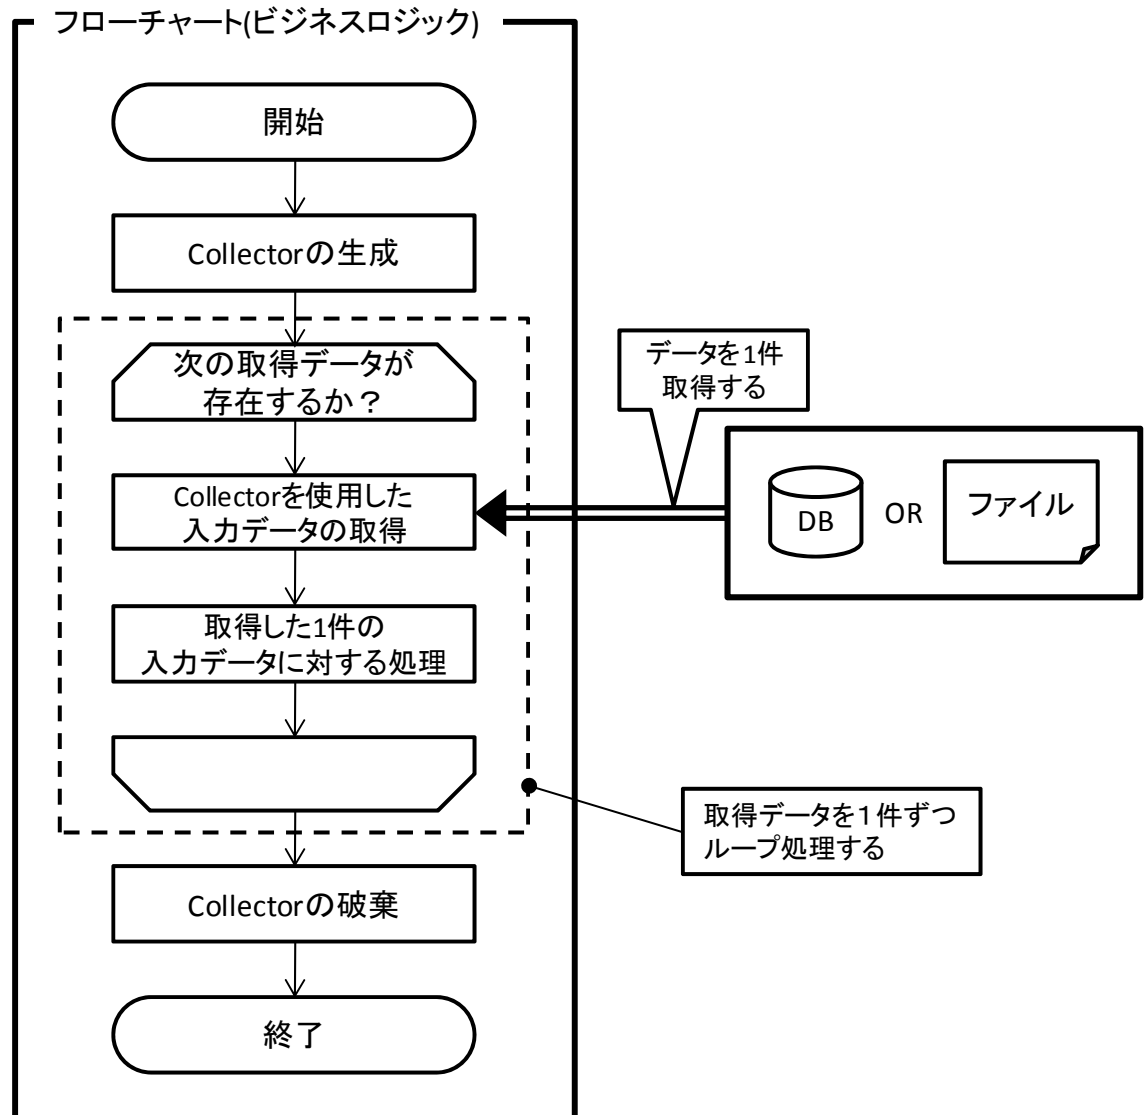 フローチャート(ビジネスロジック)
開始
Collectorの生成
次の取得データが
存在するか？
データを1件
取得する
Collectorを使用した
入力データの取得
DB
OR
ファイル
取得した1件の
入力データに対する処理
取得データを１件ずつ
ループ処理する
Collectorの破棄
終了